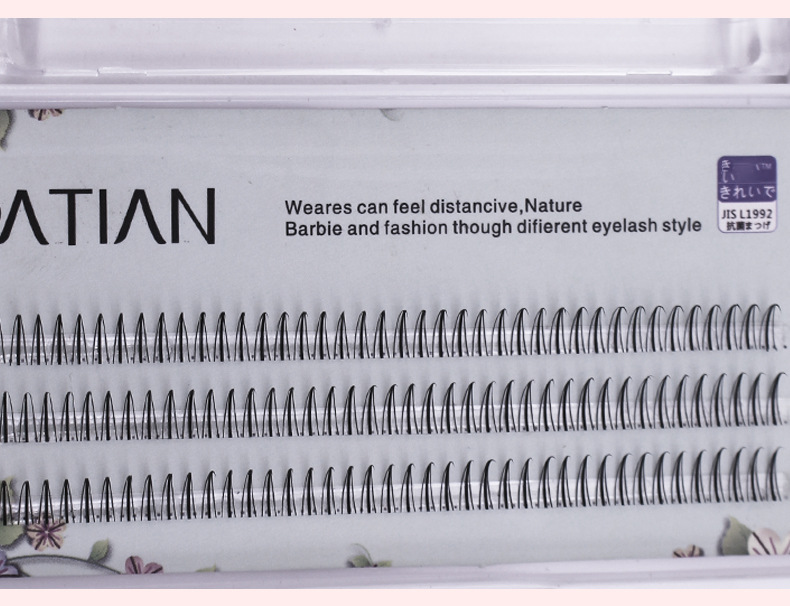 ATIAN
Weares can feel distancive,Nature
Barbie and fashion though difierent eyelash style
きれいで
JIS L1992
抗菌まつげ